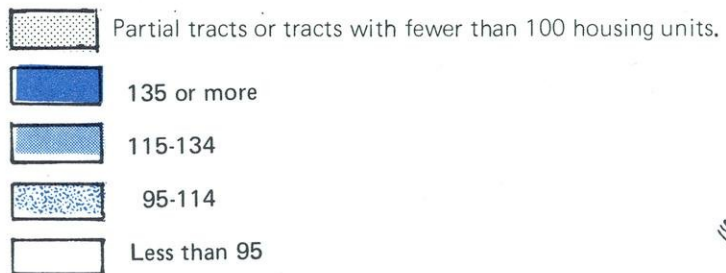 Partial tracts or tracts with fewer than 100 housing units.
135 or more
115-134
95-114
Less than 95